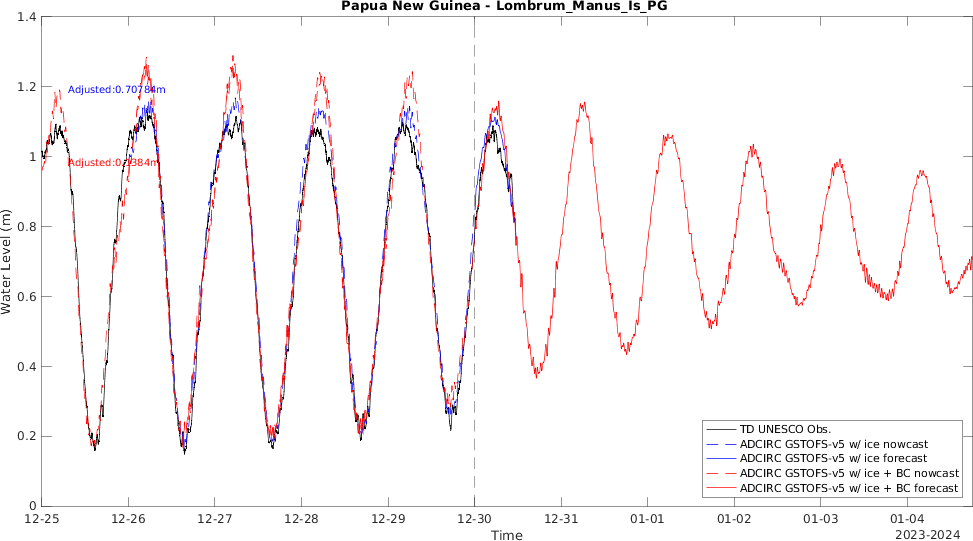 Papua New Guinea - Lombrum_Manus_Is_PG
1.4
1.2
1
0.8
0.6
0.4
0.2
0
Water Level (m)
Adjusted:0.70784m
TD UNESCO Obs.
ADCIRC GSTOFS-v5 w/ ice nowcast
ADCIRC GSTOFS-v5 w/ ice forecast
ADCIRC GSTOFS-v5 w/ ice + BC nowcast
ADCIRC GSTOFS-v5 w/ ice + BC forecast
12-25 12-26 12-27 12-28 12-29 12-30 12-31 01-01 01-02 01-03 01-04
Time
2023-2024